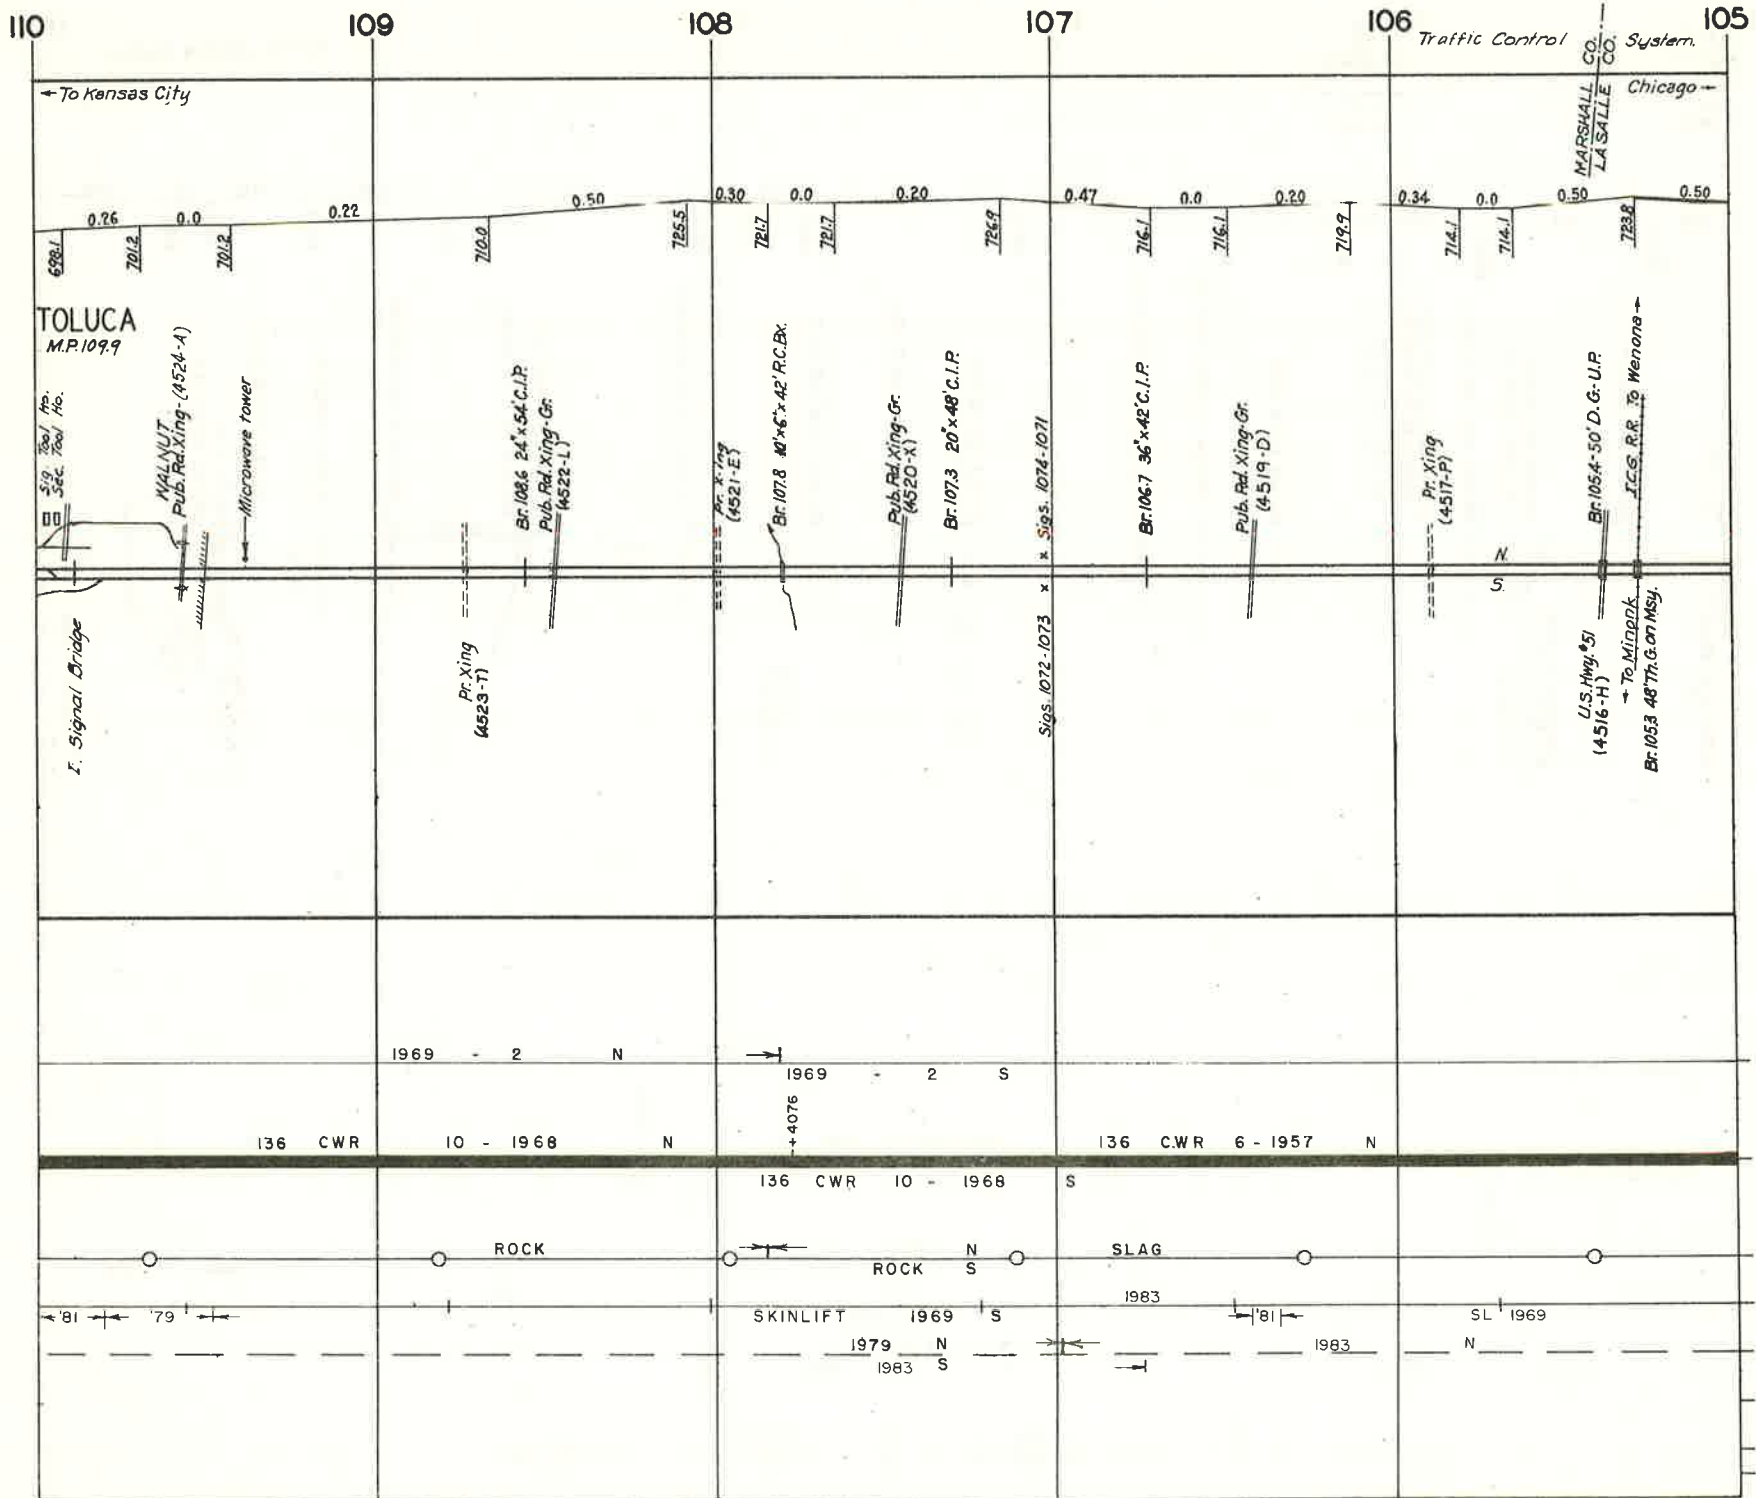 110 109 108 107 106 105
Traffic Control System.
MARSHALL CO.
LASALLE CO.
←To Kansas City
Chicago→
0.26 0.0 0.22 0.50 0.30 0.0 0.20 0.47 0.0 0.20 0.34 0.0 0.50 0.50
698.1 701.2 701.2 710.0 725.5 721.7 721.7 726.9 716.1 716.1 719.9 714.1 714.1 723.8
TOLUCA
M.P. 109.9
Sig. Tool Ho.
Sec. Tool Ho.
WALNUT
Pub. Rd. Xing-(4524-A)
Microwave tower
Br. 108.6 24"x54' C.I.P.
Pub. Rd. Xing-Gr.
(4522-L)
Pr. X-ing
(4521-E)
Br. 107.8 10'x6'x42' R.C.Bx.
Pub. Rd. Xing-Gr.
(4520-X)
Br. 107.3 20"x48' C.I.P.
x Sigs. 1074-1071
Br. 106.7 36"x42' C.I.P.
Pub. Rd. Xing-Gr.
(4519-D)
Pr. Xing
(4517-P)
Br. 105.4-50' D.G.-U.P.
I.C.G. R.R. To Wenona→
N.
S.
I. Signal Bridge
Pr. Xing
(4523-T)
Sigs. 1072-1073 x
U.S. Hwy. #51
(4516-H)
← To Minonk
Br. 105.3 48' Th. G. on Msy.
1969 - 2 N
1969 - 2 S
+4076
136 CWR 10 - 1968 N
136 C.WR 6 - 1957 N
136 CWR 10 - 1968 S
ROCK N SLAG
ROCK S
1983
'81 '79 SKINLIFT 1969 S '81 SL 1969
1979 N 1983 N
1983 S